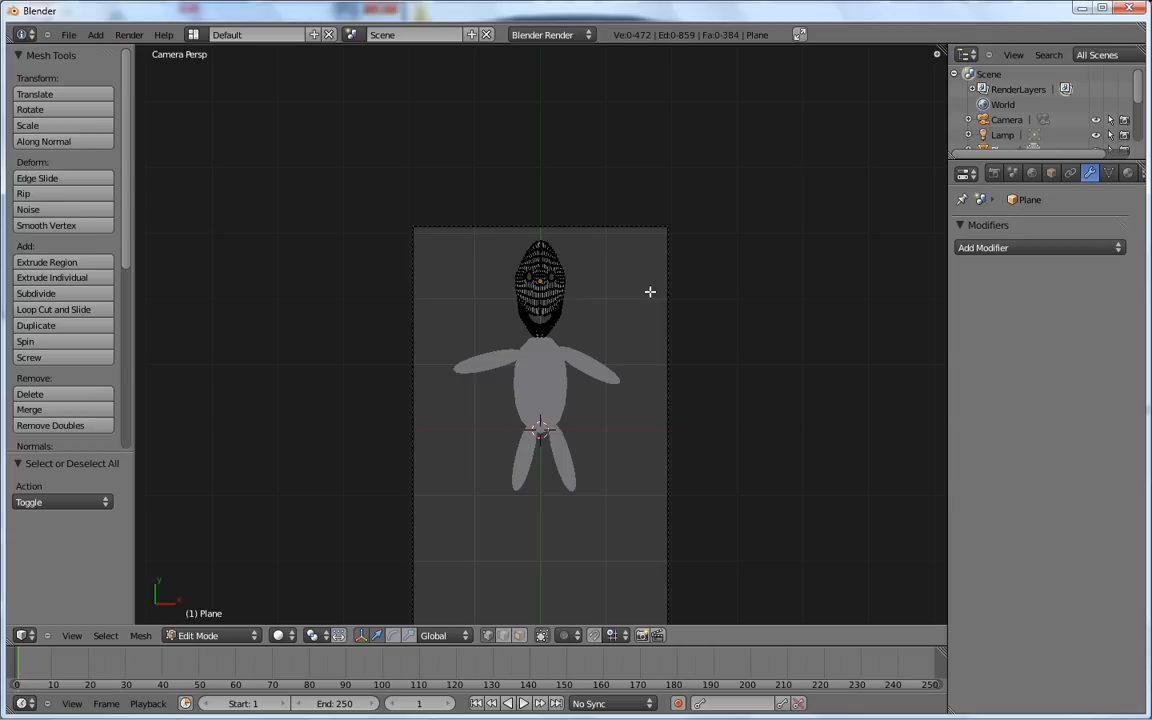 Blender
File Add Render Help Default Scene Blender Render Ve:0-472 | Ed:0-859 | Fa:0-384 | Plane
Mesh Tools
Camera Persp
View Search All Scenes
Transform:
Translate
Rotate
Scale
Along Normal
Deform:
Edge Slide
Rip
Noise
Smooth Vertex
Add:
Extrude Region
Extrude Individual
Subdivide
Loop Cut and Slide
Duplicate
Spin
Screw
Remove:
Delete
Merge
Remove Doubles
Normals:
Select or Deselect All
Action
Toggle
Scene
RenderLayers |
World
Camera |
Lamp |
Plane
Modifiers
Add Modifier
y
x
(1) Plane
View Select Mesh Edit Mode Global
0 10 20 30 40 50 60 70 80 90 100 110 120 130 140 150 160 170 180 190 200 210 220 230 240 250
View Frame Playback Start: 1 End: 250 1 No Sync